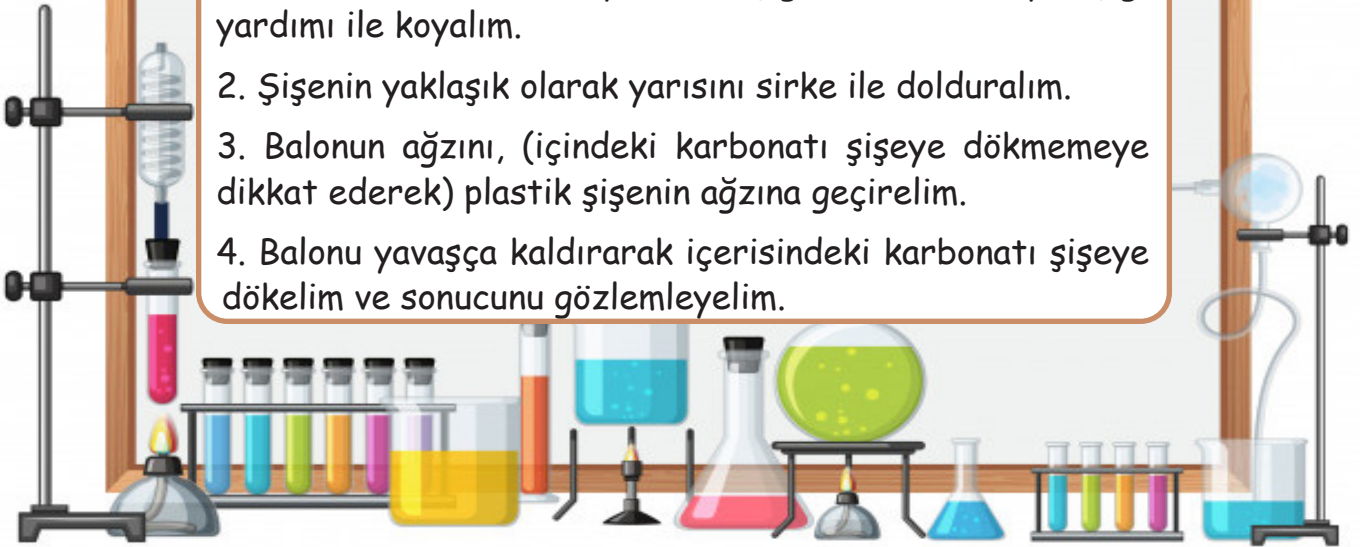 yardımı ile koyalım.
2. Şişenin yaklaşık olarak yarısını sirke ile dolduralım.
3. Balonun ağzını, (içindeki karbonatı şişeye dökmemeye
dikkat ederek) plastik şişenin ağzına geçirelim.
4. Balonu yavaşça kaldırarak içerisindeki karbonatı şişeye
dökelim ve sonucunu gözlemleyelim.